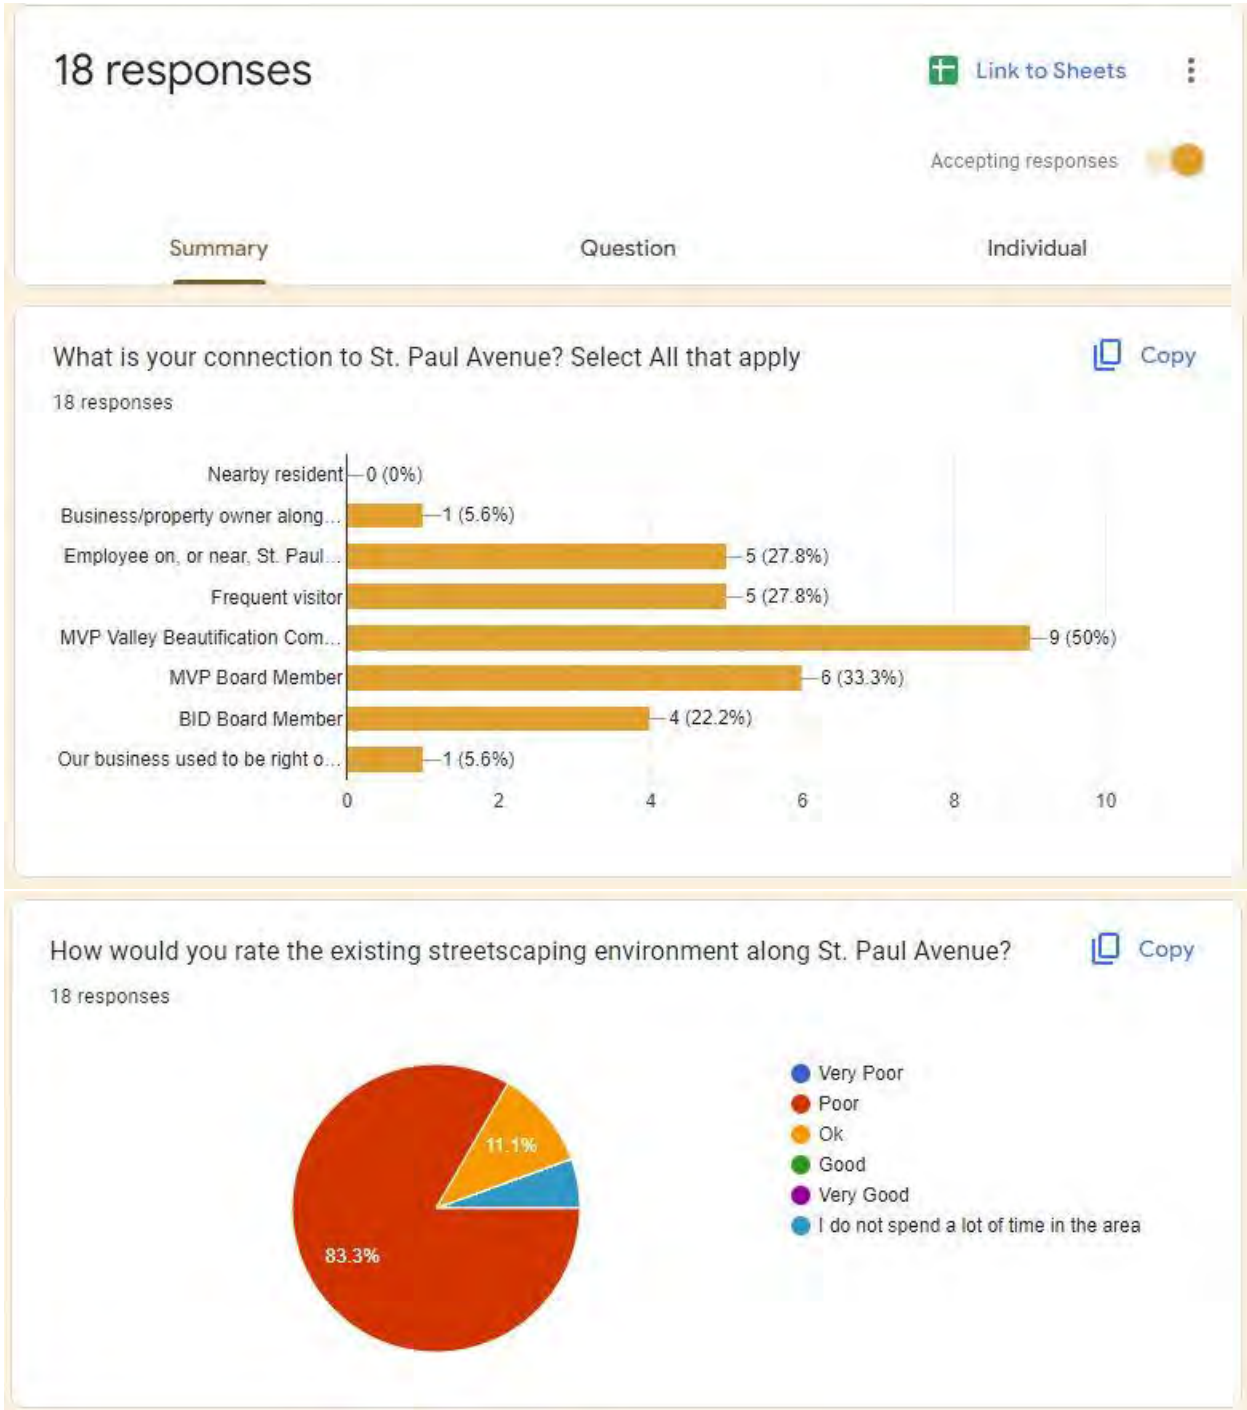 18 responses
Link to Sheets
Accepting responses
Summary Question Individual
What is your connection to St. Paul Avenue? Select All that apply
Copy
18 responses
Nearby resident 0 (0%)
Business/property owner along... 1 (5.6%)
Employee on, or near, St. Paul... 5 (27.8%)
Frequent visitor 5 (27.8%)
MVP Valley Beautification Com... 9 (50%)
MVP Board Member 6 (33.3%)
BID Board Member 4 (22.2%)
Our business used to be right o... 1 (5.6%)
0 2 4 6 8 10
How would you rate the existing streetscaping environment along St. Paul Avenue?
Copy
18 responses
Very Poor
Poor
Ok
Good
Very Good
I do not spend a lot of time in the area
11.1%
83.3%